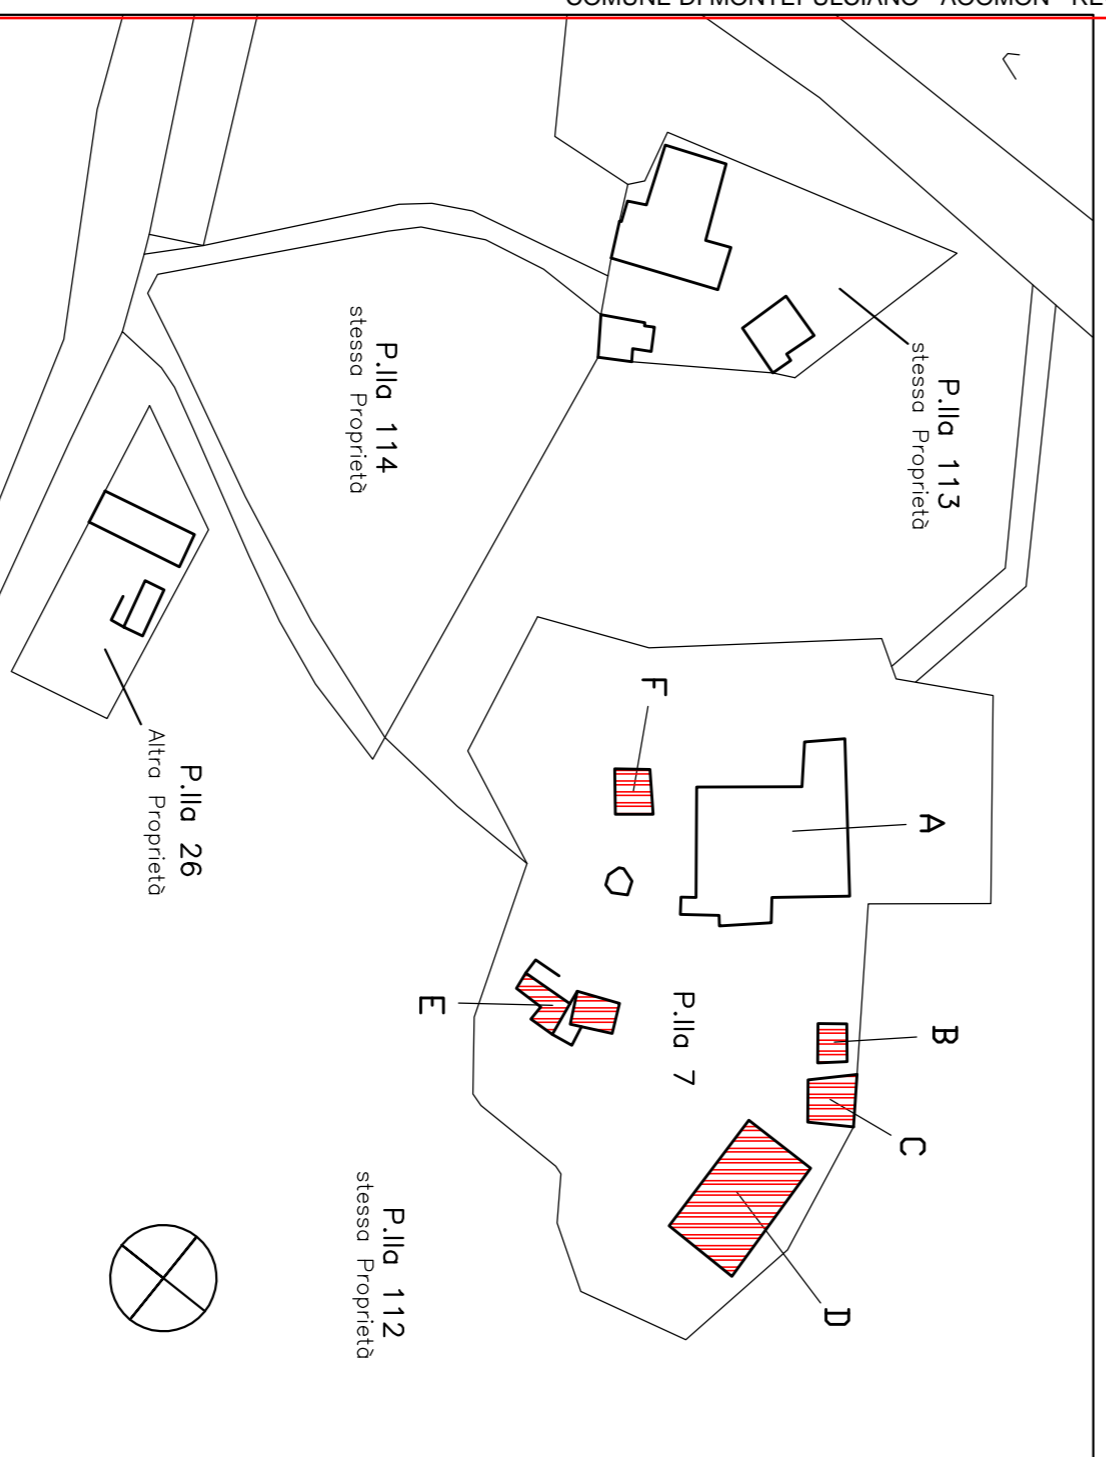 P.lla 113
stessa Proprietà
P.lla 114
stessa Proprietà
P.lla 26
Altra Proprietà
F
A
E
P.lla 7
B
C
D
P.lla 112
stessa Proprietà